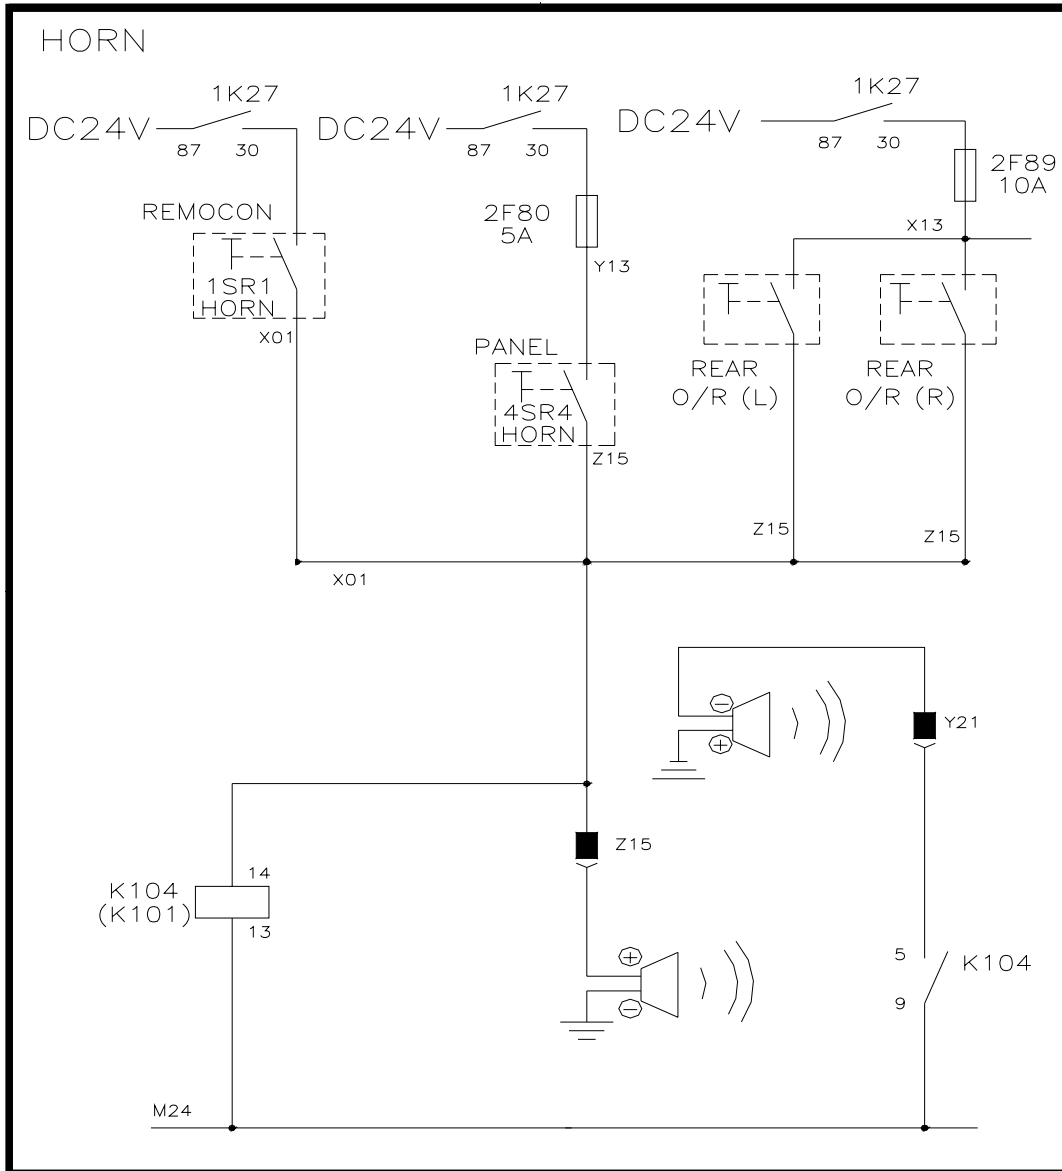 HORN
1K27
DC24V
87 30
1K27
DC24V
87 30
1K27
DC24V
87 30
2F89
10A
X13
REMOCON
1SR1
HORN
X01
2F80
5A
Y13
PANEL
4SR4
HORN
Z15
REAR
O/R (L)
REAR
O/R (R)
Z15
Z15
X01
−
+
Y21
Z15
14
K104
(K101)
13
+
−
5
K104
9
M24